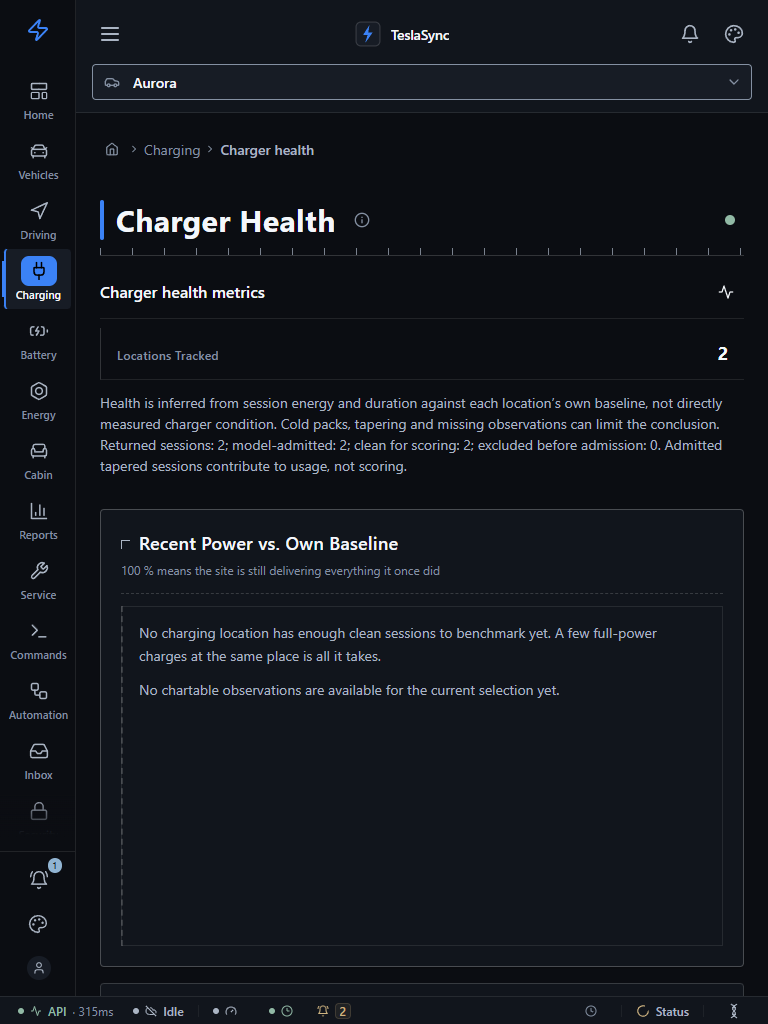 TeslaSync
Aurora
Home
Vehicles
Driving
Charging
Battery
Energy
Cabin
Reports
Service
Commands
Automation
Inbox
1
Charging
Charger health
Charger Health
Charger health metrics
Locations Tracked
2
Health is inferred from session energy and duration against each location’s own baseline, not directly
measured charger condition. Cold packs, tapering and missing observations can limit the conclusion.
Returned sessions: 2; model-admitted: 2; clean for scoring: 2; excluded before admission: 0. Admitted
tapered sessions contribute to usage, not scoring.
Recent Power vs. Own Baseline
100 % means the site is still delivering everything it once did
No charging location has enough clean sessions to benchmark yet. A few full-power
charges at the same place is all it takes.
No chartable observations are available for the current selection yet.
API · 315ms
Idle
2
Status